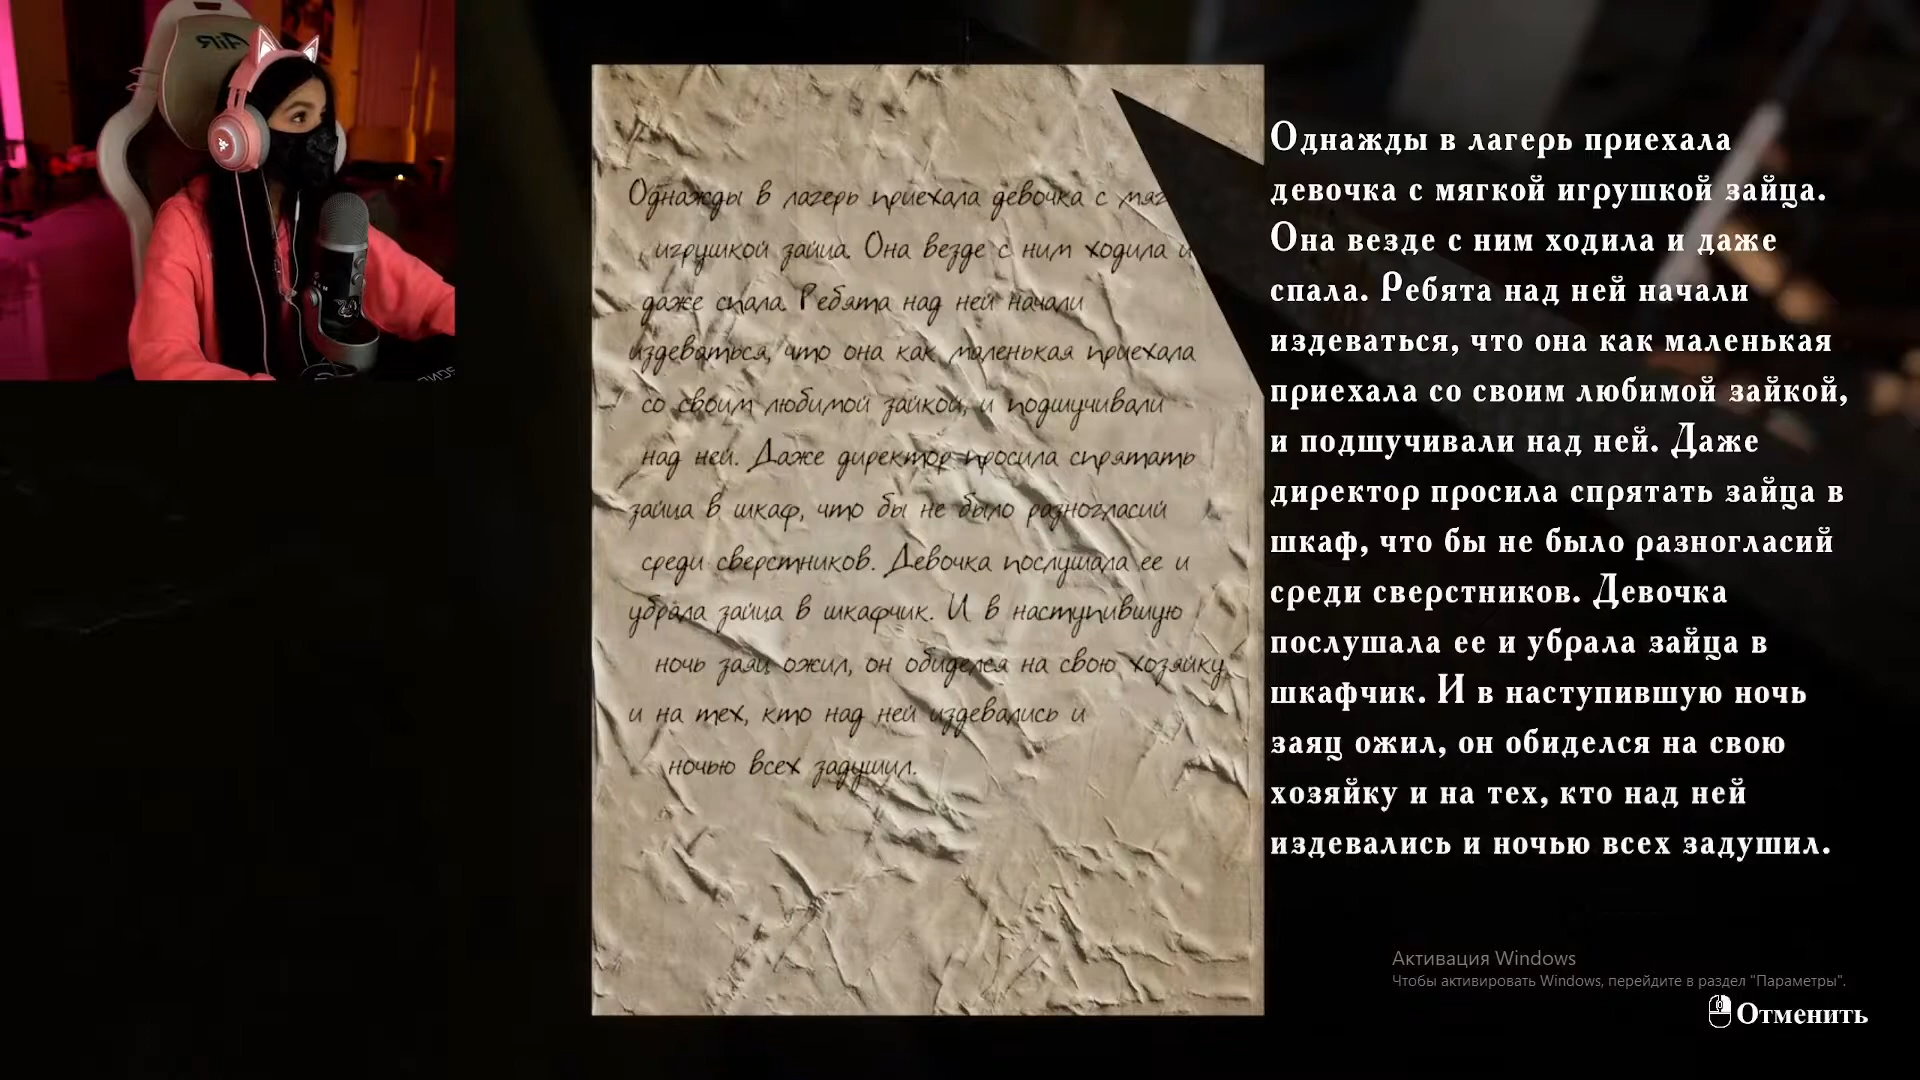 AiR
Однажды в лагерь приехала девочка с мяг
игрушкой зайца. Она везде с ним ходила и
даже спала. Ребята над ней начали
издеваться, что она как маленькая приехала
со своим любимой зайкой, и подшучивали
над ней. Даже директор просила спрятать
зайца в шкаф, что бы не было разногласий
среди сверстников. Девочка послушала ее и
убрала зайца в шкафчик. И в наступившую
ночь заяц ожил, он обиделся на свою хозяйку
и на тех, кто над ней издевались и
ночью всех задушил.
Однажды в лагерь приехала
девочка с мягкой игрушкой зайца.
Она везде с ним ходила и даже
спала. Ребята над ней начали
издеваться, что она как маленькая
приехала со своим любимой зайкой,
и подшучивали над ней. Даже
директор просила спрятать зайца в
шкаф, что бы не было разногласий
среди сверстников. Девочка
послушала ее и убрала зайца в
шкафчик. И в наступившую ночь
заяц ожил, он обиделся на свою
хозяйку и на тех, кто над ней
издевались и ночью всех задушил.
Активация Windows
Чтобы активировать Windows, перейдите в раздел "Параметры".
Отменить